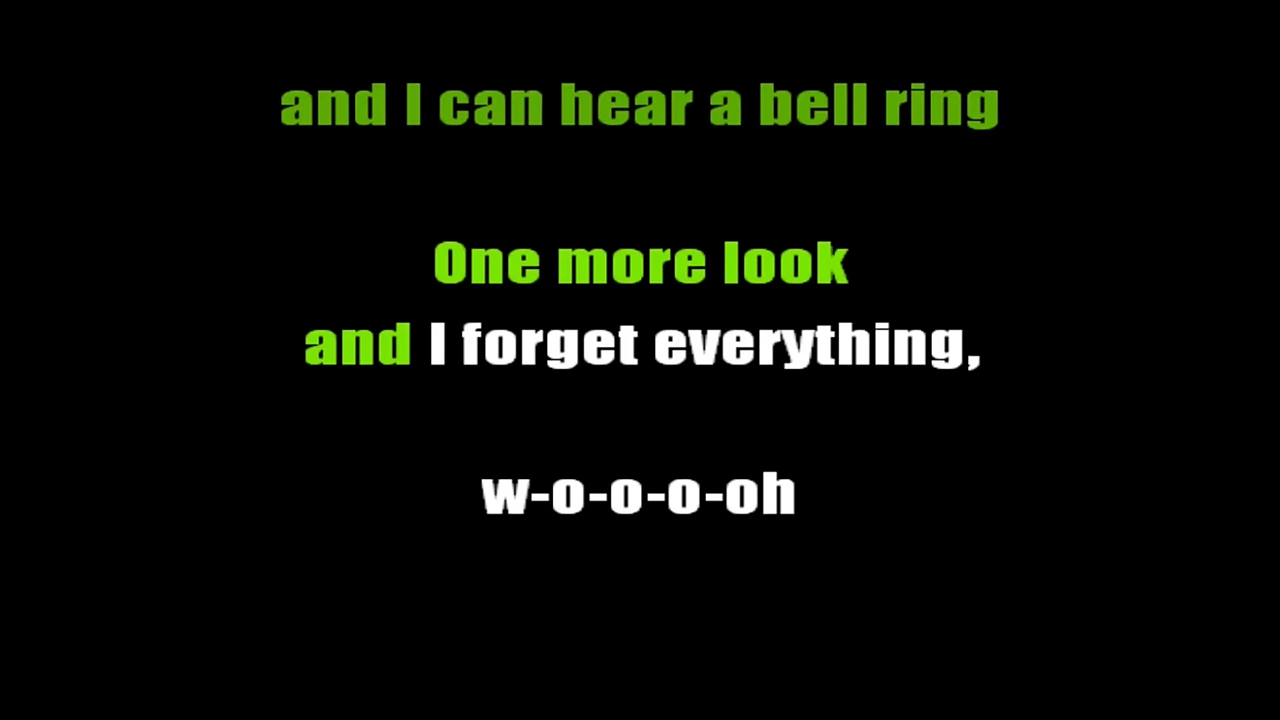 and I can hear a bell ring
One more look
and I forget everything,
w-o-o-o-oh